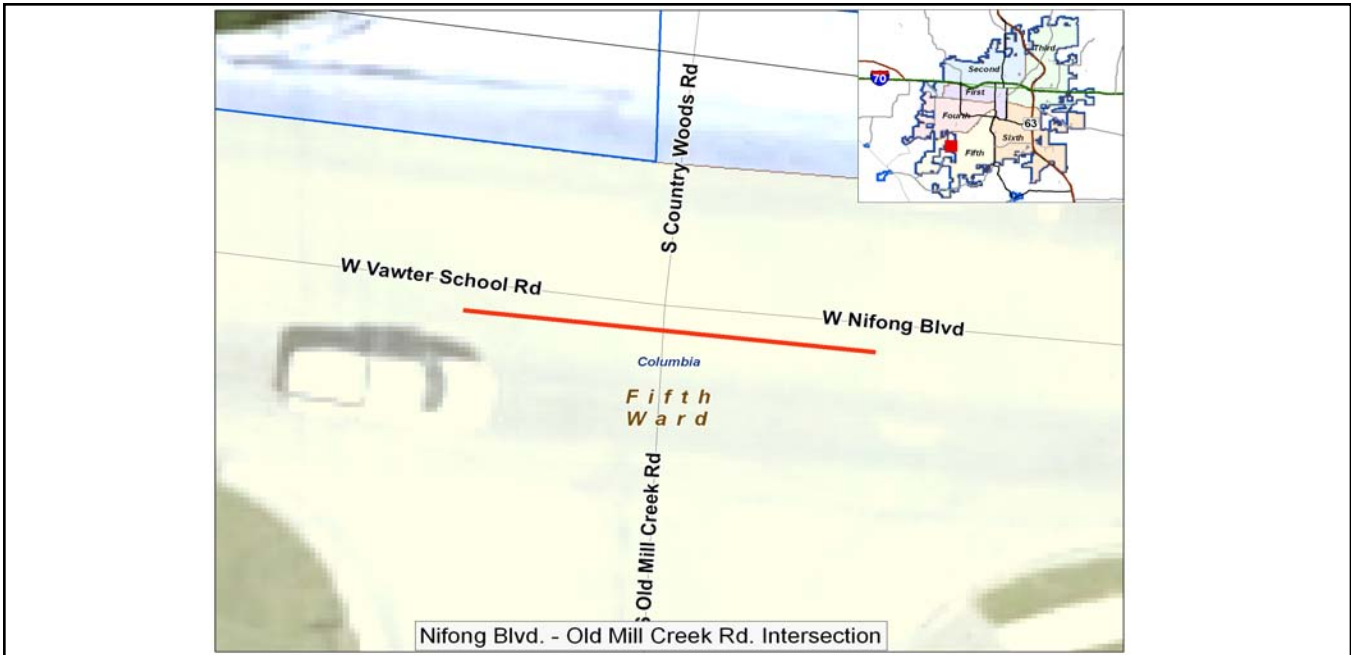 S Country Woods Rd
W Vawter School Rd
W Nifong Blvd
Columbia
Fifth
Ward
S Old Mill Creek Rd
Nifong Blvd. - Old Mill Creek Rd. Intersection
Third
Second
70
First
Fourth
63
Sixth
Fifth